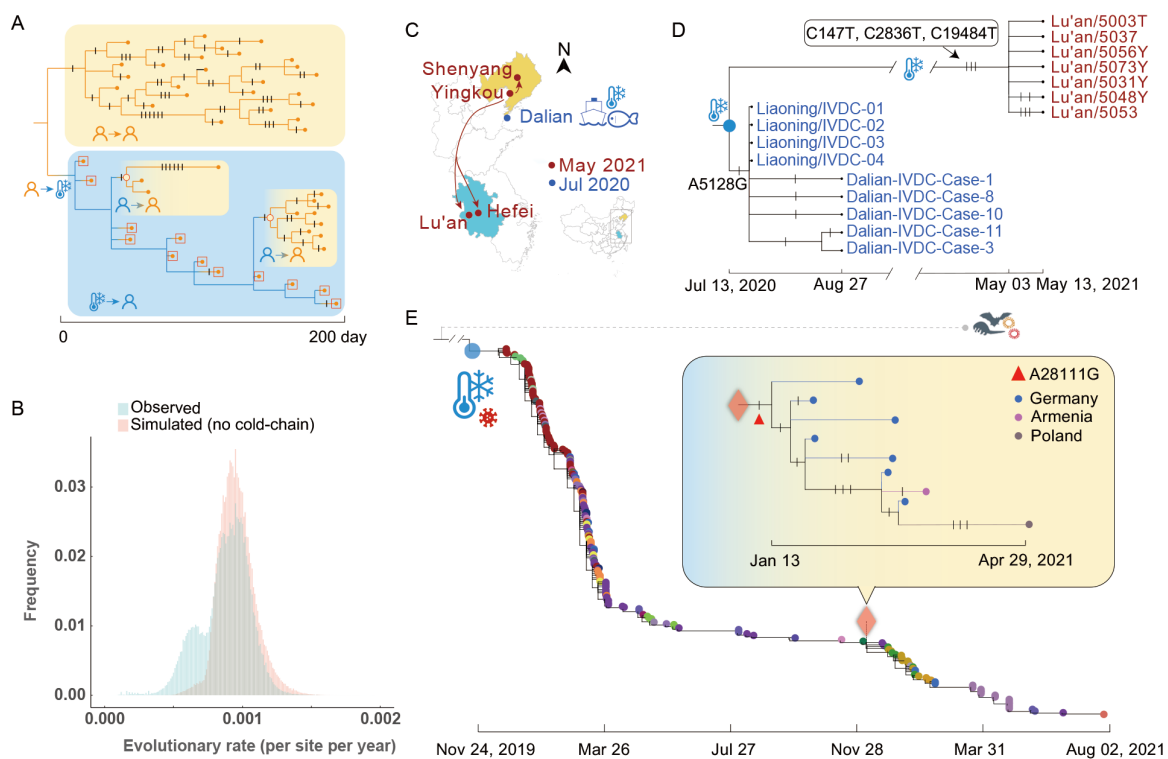 A
0
200 day
B
Observed
Simulated (no cold-chain)
Frequency
0.03
0.02
0.01
0.00
0.000
0.001
0.002
Evolutionary rate (per site per year)
C
N
Shenyang
Yingkou
Dalian
May 2021
Jul 2020
Lu'an
Hefei
D
C147T, C2836T, C19484T
Lu'an/5003T
Lu'an/5037
Lu'an/5056Y
Lu'an/5073Y
Lu'an/5031Y
Lu'an/5048Y
Lu'an/5053
Liaoning/IVDC-01
Liaoning/IVDC-02
Liaoning/IVDC-03
Liaoning/IVDC-04
A5128G
Dalian-IVDC-Case-1
Dalian-IVDC-Case-8
Dalian-IVDC-Case-10
Dalian-IVDC-Case-11
Dalian-IVDC-Case-3
Jul 13, 2020
Aug 27
May 03
May 13, 2021
E
A28111G
Germany
Armenia
Poland
Jan 13
Apr 29, 2021
Nov 24, 2019
Mar 26
Jul 27
Nov 28
Mar 31
Aug 02, 2021